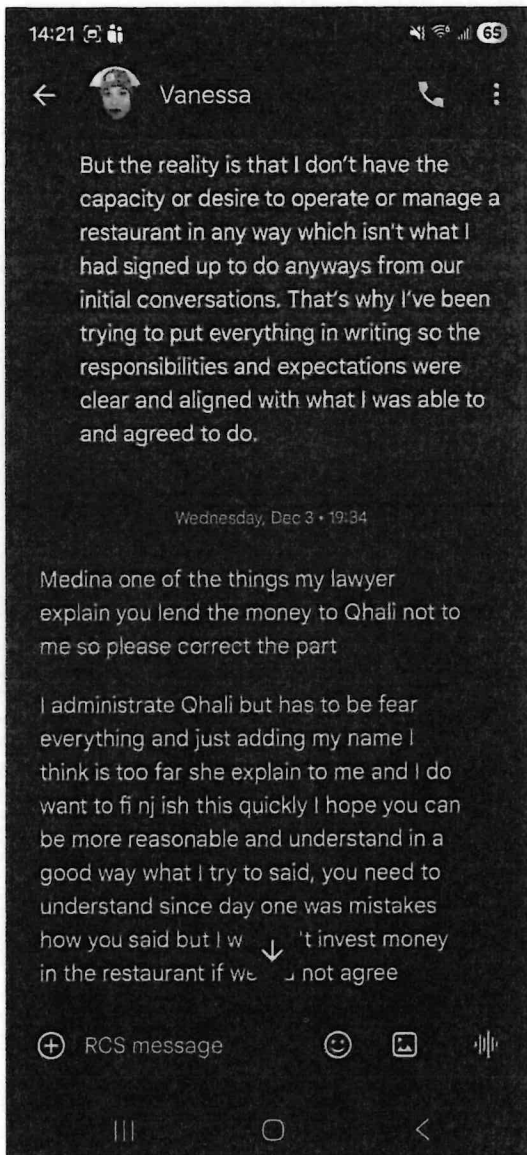 14:21
65
Vanessa
But the reality is that I don't have the
capacity or desire to operate or manage a
restaurant in any way which isn't what I
had signed up to do anyways from our
initial conversations. That's why I've been
trying to put everything in writing so the
responsibilities and expectations were
clear and aligned with what I was able to
and agreed to do.
Wednesday, Dec 3 • 19:34
Medina one of the things my lawyer
explain you lend the money to Qhali not to
me so please correct the part
I administrate Qhali but has to be fear
everything and just adding my name I
think is too far she explain to me and I do
want to fi nj ish this quickly I hope you can
be more reasonable and understand in a
good way what I try to said, you need to
understand since day one was mistakes
how you said but I w 't invest money
in the restaurant if we not agree
RCS message